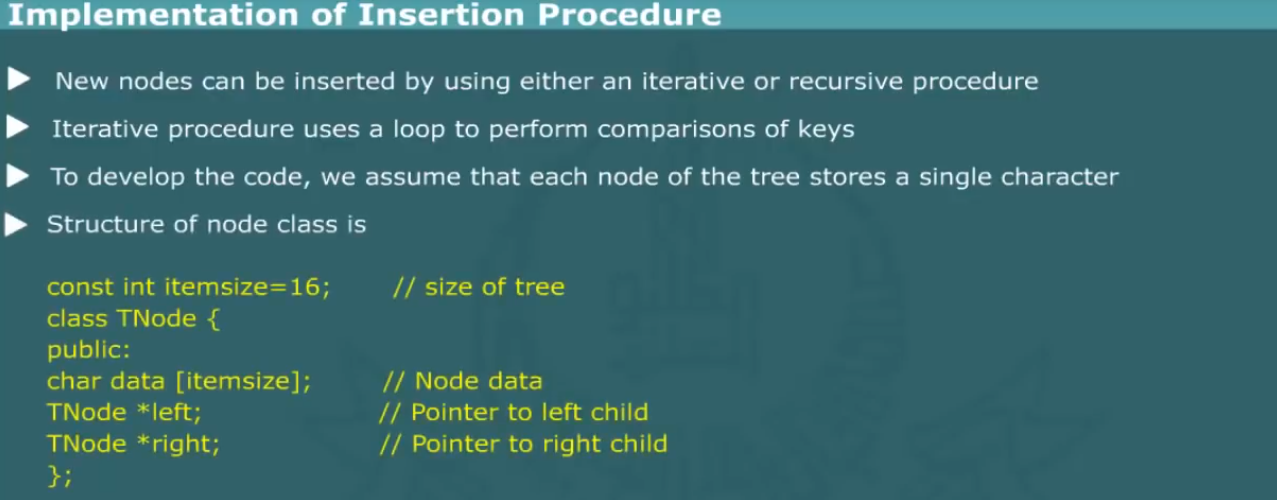 Implementation of Insertion Procedure
New nodes can be inserted by using either an iterative or recursive procedure
Iterative procedure uses a loop to perform comparisons of keys
To develop the code, we assume that each node of the tree stores a single character
Structure of node class is
const int itemsize=16; // size of tree
class TNode {
public:
char data [itemsize]; // Node data
TNode *left; // Pointer to left child
TNode *right; // Pointer to right child
};